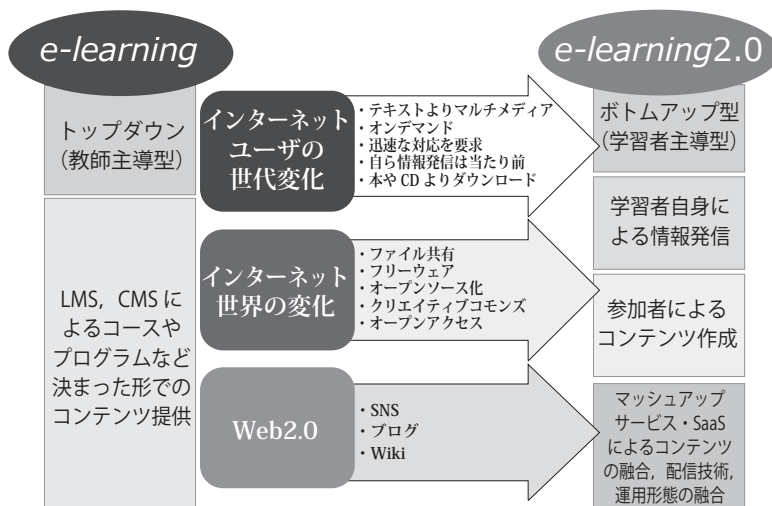 e-learning
トップダウン
(教師主導型)
LMS, CMS に
よるコースや
プログラムなど
決まった形での
コンテンツ提供
インターネット
ユーザの
世代変化
・テキストよりマルチメディア
・オンデマンド
・迅速な対応を要求
・自ら情報発信は当たり前
・本や CD よりダウンロード
インターネット
世界の変化
・ファイル共有
・フリーウェア
・オープンソース化
・クリエイティブコモンズ
・オープンアクセス
Web2.0
・SNS
・ブログ
・Wiki
e-learning2.0
ボトムアップ型
(学習者主導型)
学習者自身に
よる情報発信
参加者による
コンテンツ作成
マッシュアップ
サービス・SaaS
によるコンテンツ
の融合, 配信技術,
運用形態の融合